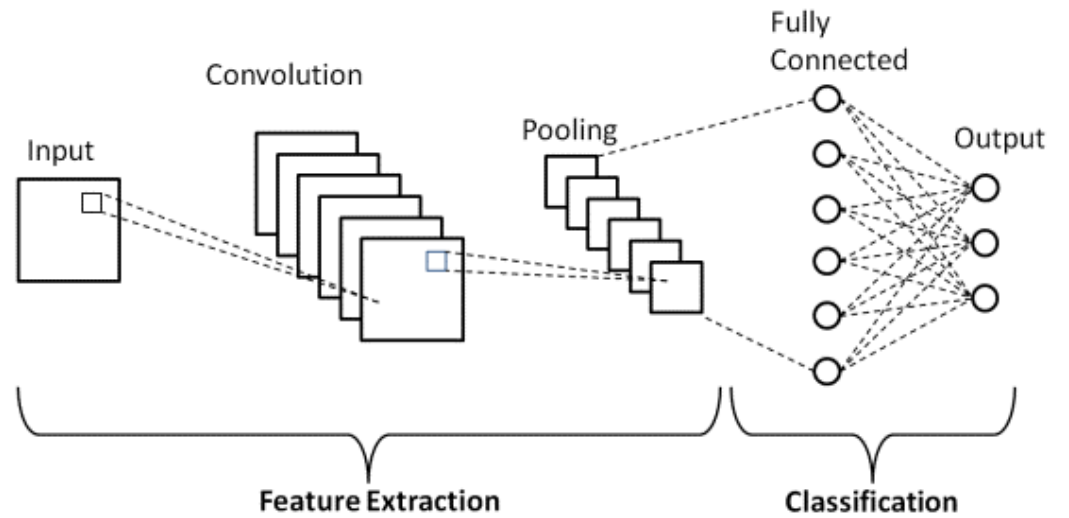 Input
Convolution
Pooling
Fully
Connected
Output
Feature Extraction
Classification